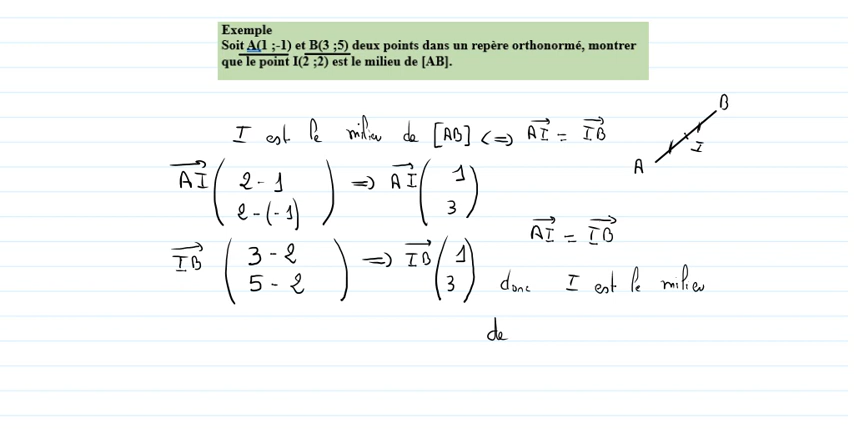 Exemple
Soit A(1 ;-1) et B(3 ;5) deux points dans un repère orthonormé, montrer
que le point I(2 ;2) est le milieu de [AB].
I est le milieu de [AB] <=> AI⃗ = IB⃗
B
I
A
AI⃗ ( 2 - 1 ; 2 - (-1) ) => AI⃗ ( 1 ; 3 )
AI⃗ = IB⃗
IB⃗ ( 3 - 2 ; 5 - 2 ) => IB⃗ ( 1 ; 3 )
donc I est le milieu
de